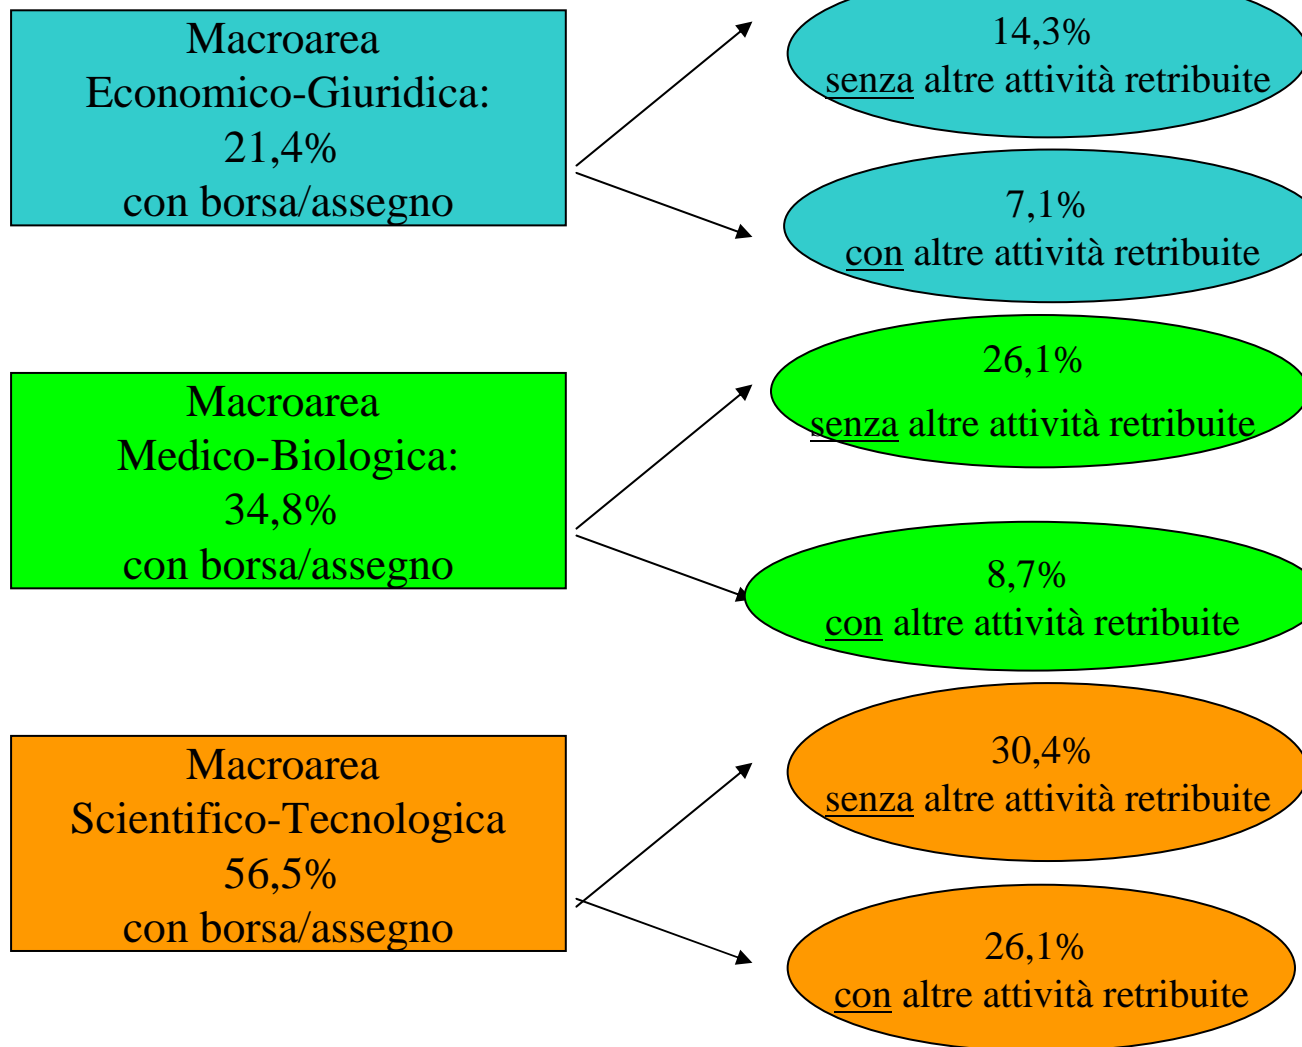 Macroarea
Economico-Giuridica:
21,4%
con borsa/assegno
14,3%
senza altre attività retribuite
7,1%
con altre attività retribuite
Macroarea
Medico-Biologica:
34,8%
con borsa/assegno
26,1%
senza altre attività retribuite
8,7%
con altre attività retribuite
Macroarea
Scientifico-Tecnologica
56,5%
con borsa/assegno
30,4%
senza altre attività retribuite
26,1%
con altre attività retribuite